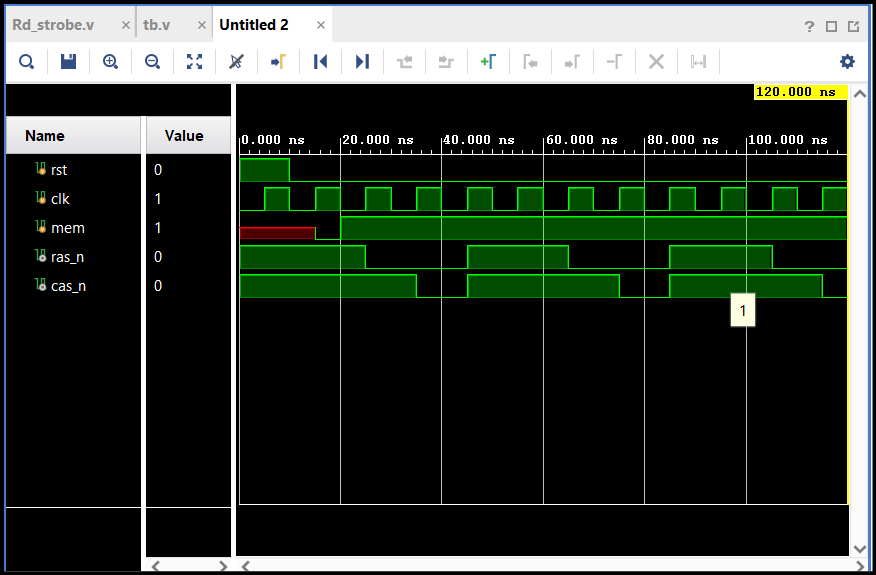 Rd_strobe.v × tb.v × Untitled 2 ×
?
120.000 ns
Name Value
0.000 ns 20.000 ns 40.000 ns 60.000 ns 80.000 ns 100.000 ns
rst 0
clk 1
mem 1
ras_n 0
cas_n 0
1